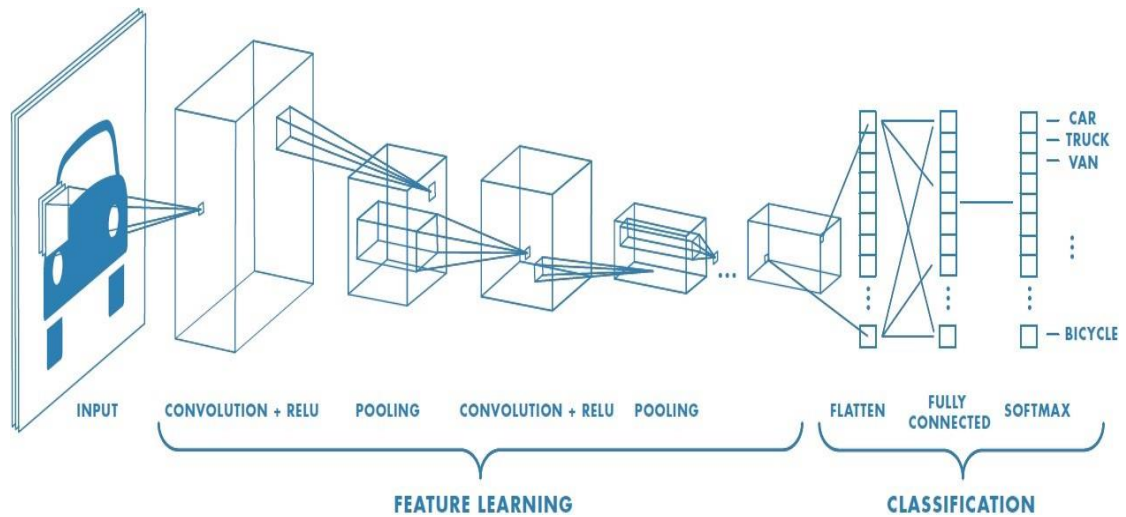 CAR
TRUCK
VAN
BICYCLE
INPUT
CONVOLUTION + RELU
POOLING
CONVOLUTION + RELU
POOLING
FLATTEN
FULLY
CONNECTED
SOFTMAX
FEATURE LEARNING
CLASSIFICATION